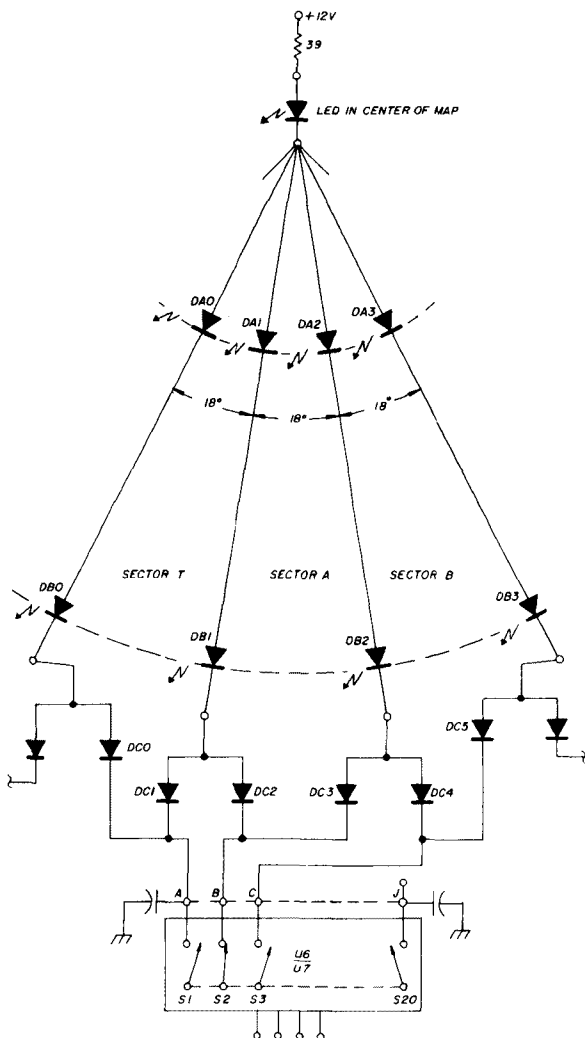 +12V
39
LED IN CENTER OF MAP
DA0
DA1
DA2
DA3
18°
18°
18°
SECTOR T
SECTOR A
SECTOR B
DB0
DB1
DB2
DB3
DC0
DC1
DC2
DC3
DC4
DC5
A
B
C
J
U6
U7
S1
S2
S3
S20